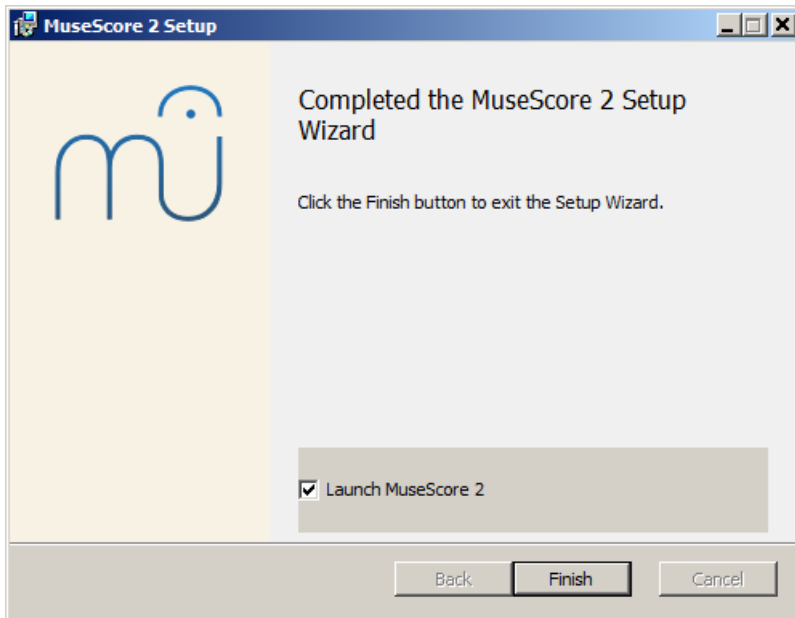 MuseScore 2 Setup
Completed the MuseScore 2 Setup
Wizard
Click the Finish button to exit the Setup Wizard.
Launch MuseScore 2
Back
Finish
Cancel